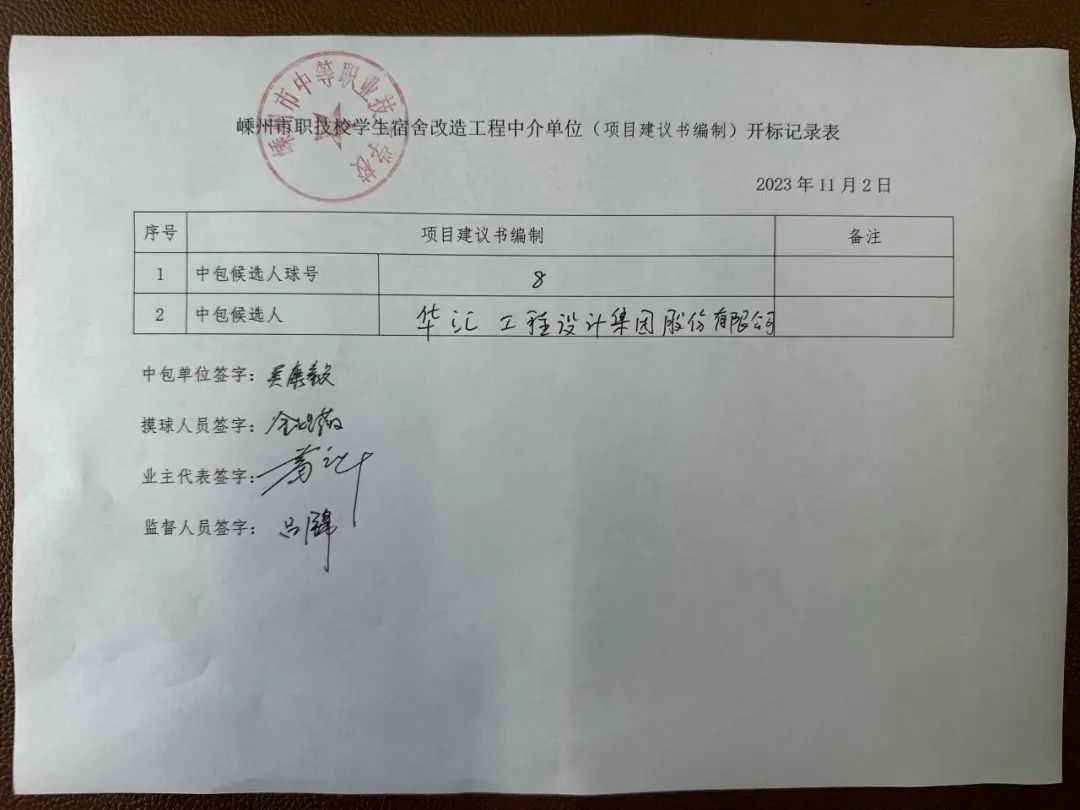 嵊州市中等职业技术学校
嵊州市职技校学生宿舍改造工程中介单位（项目建议书编制）开标记录表
2023年11月2日
序号 项目建议书编制 备注
1 中包候选人球号 8
2 中包候选人 华汇工程设计集团股份有限公司
中包单位签字：
摸球人员签字：
业主代表签字：
监督人员签字：